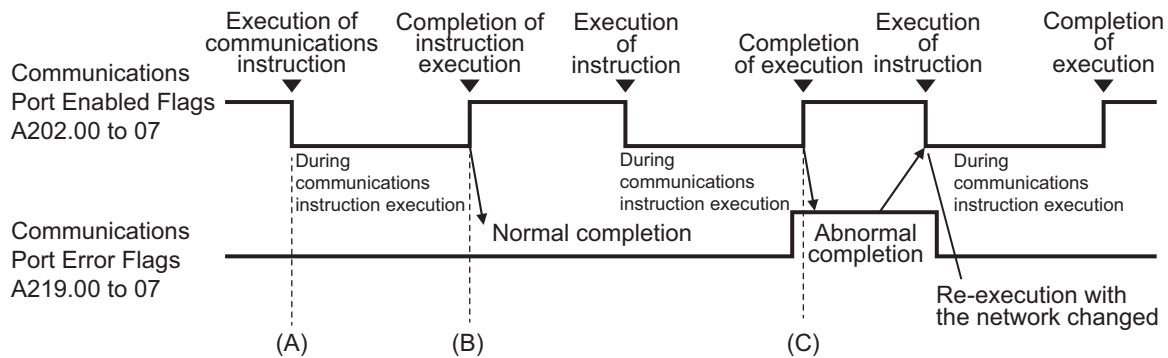 Execution of
communications
instruction
Completion of
instruction
execution
Execution
of
instruction
Completion
of execution
Execution
of
instruction
Completion
of
execution
Communications
Port Enabled Flags
A202.00 to 07
During
communications
instruction execution
During
communications
instruction execution
During
communications
instruction execution
Communications
Port Error Flags
A219.00 to 07
Normal completion
Abnormal
completion
Re-execution with
the network changed
(A)
(B)
(C)